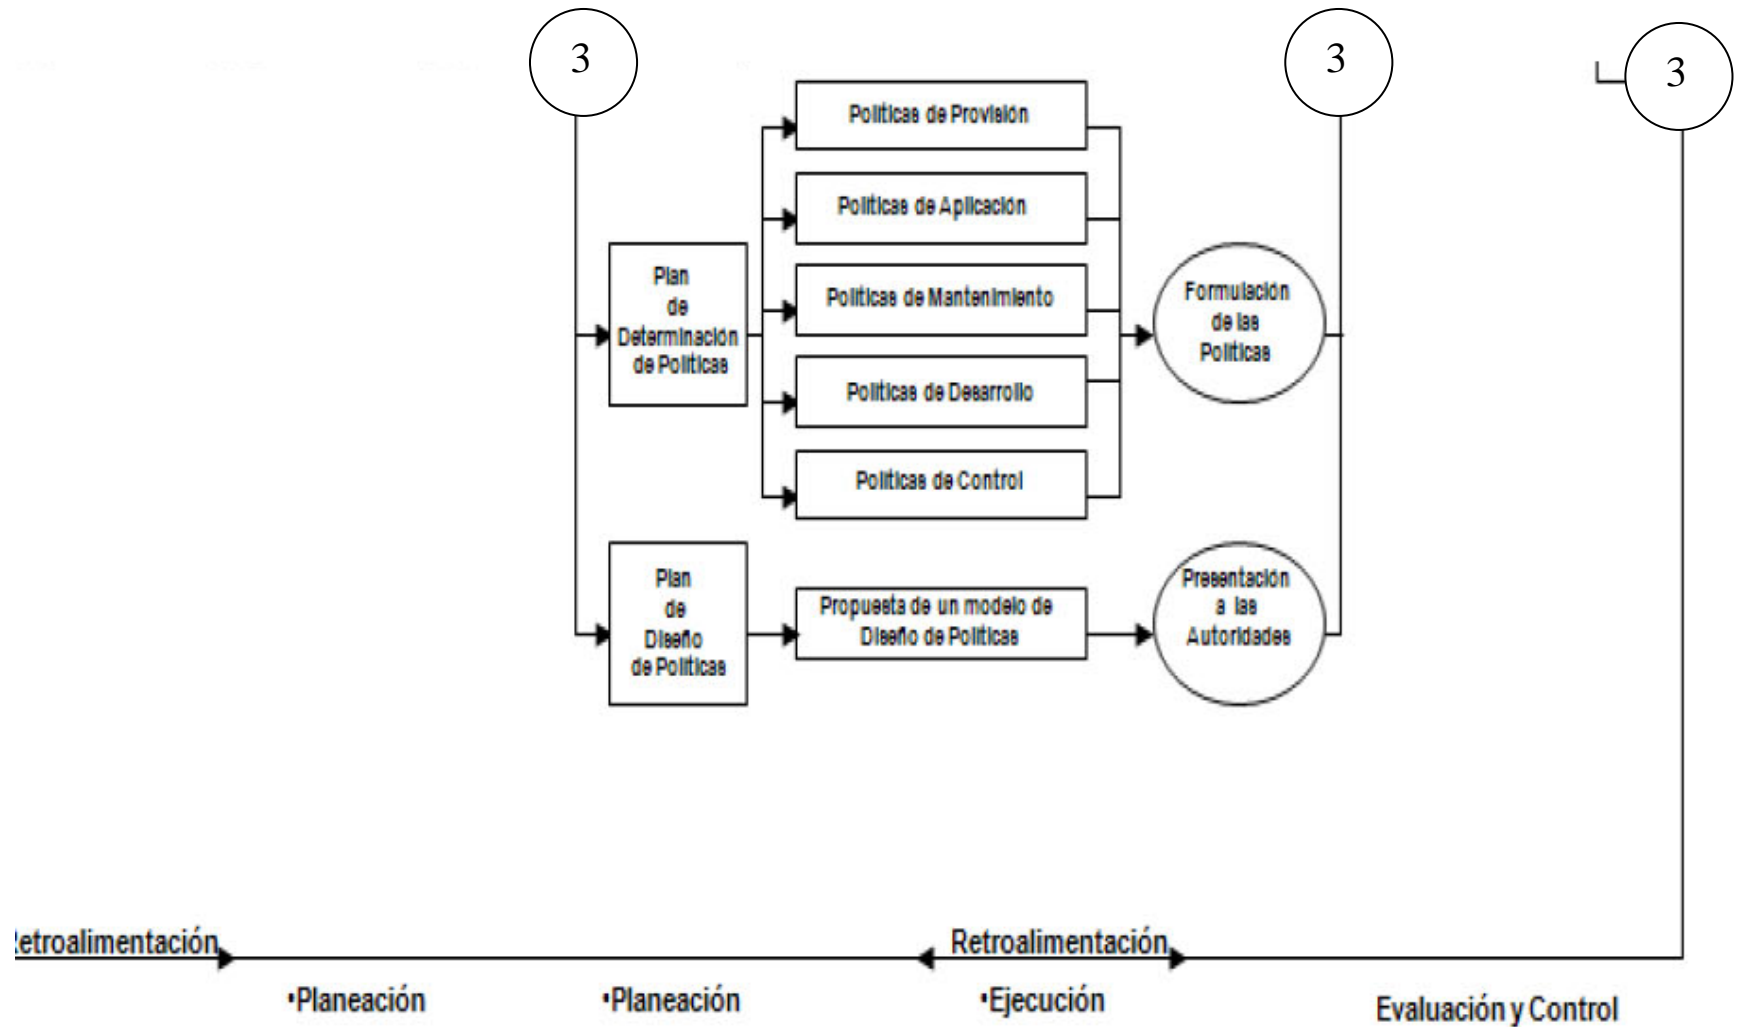 3
3
3
Políticas de Provisión
Políticas de Aplicación
Políticas de Mantenimiento
Políticas de Desarrollo
Políticas de Control
Plan
de
Determinación
de Políticas
Formulación
de las
Políticas
Plan
de
Diseño
de Políticas
Propuesta de un modelo de
Diseño de Políticas
Presentación
a las
Autoridades
etroalimentación
Retroalimentación
•Planeación
•Planeación
•Ejecución
Evaluación y Control